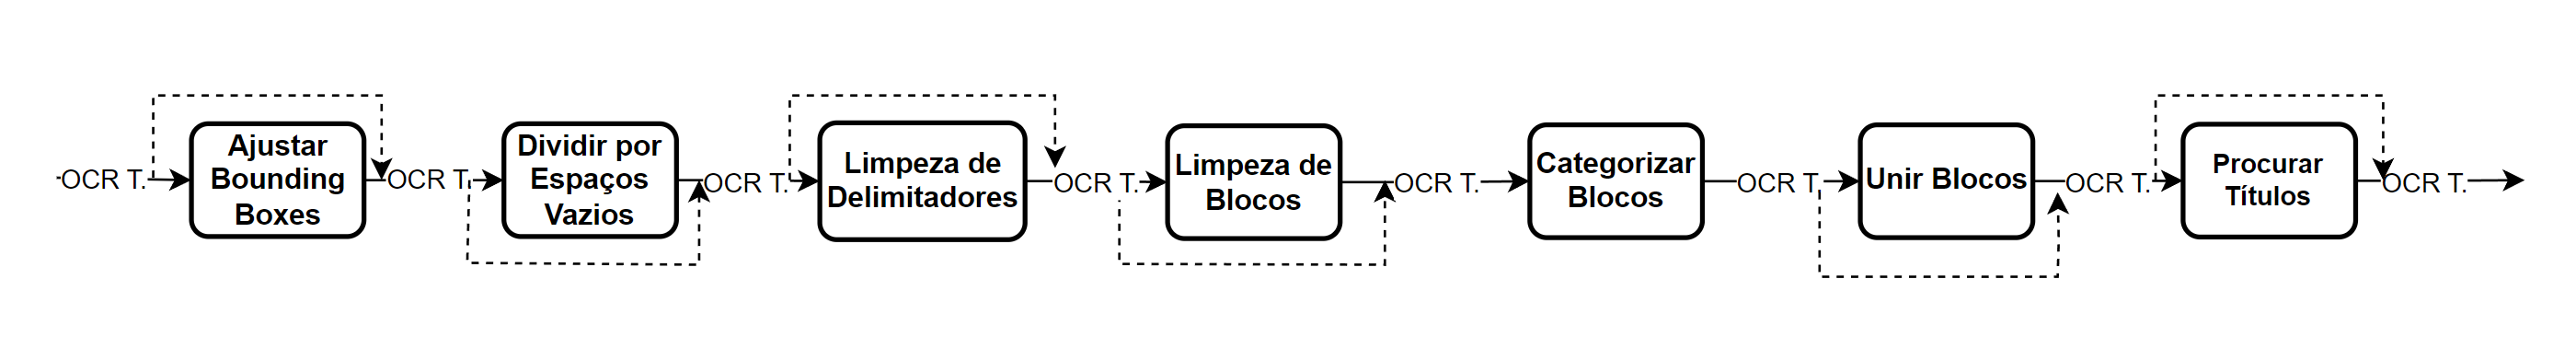 OCR T.
Ajustar
Bounding
Boxes
OCR T.
Dividir por
Espaços
Vazios
OCR T.
Limpeza de
Delimitadores
OCR T.
Limpeza de
Blocos
OCR T.
Categorizar
Blocos
OCR T.
Unir Blocos
OCR T.
Procurar
Títulos
OCR T.